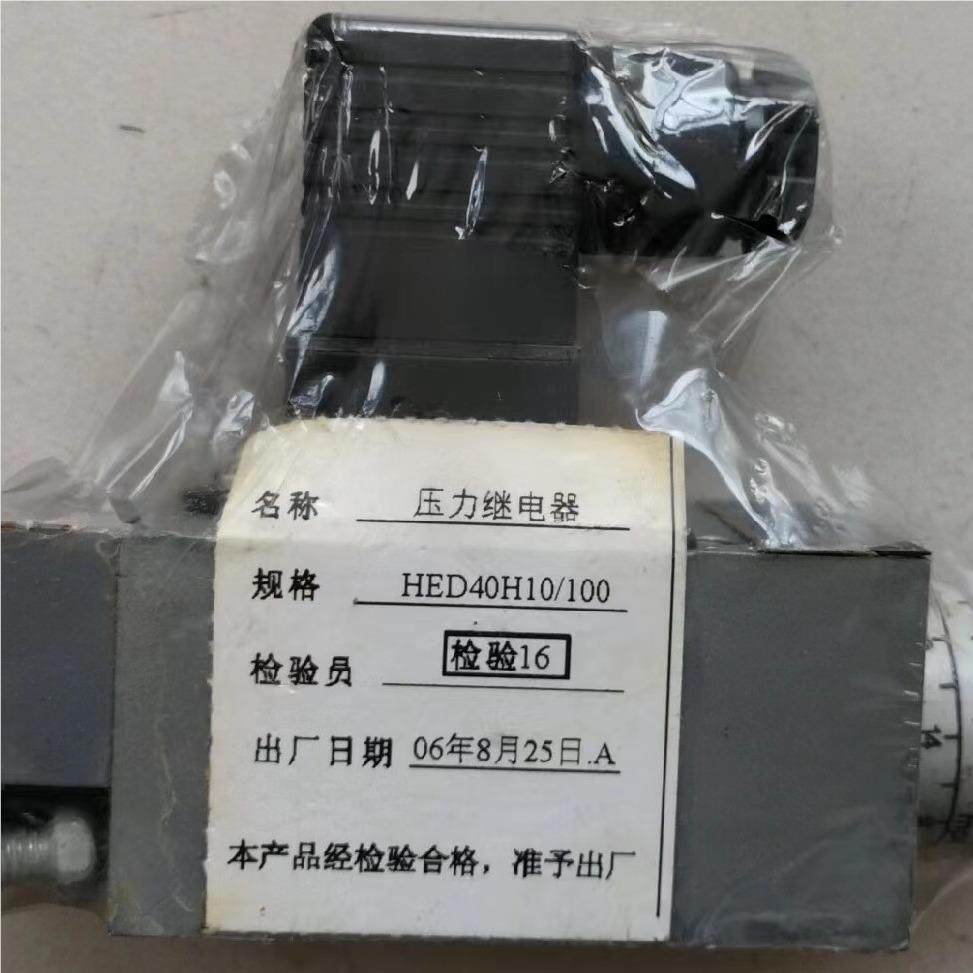 名称 压力继电器
规格 HED40H10/100
检验员 检验16
出厂日期 06年8月25日.A
本产品经检验合格，准予出厂
14